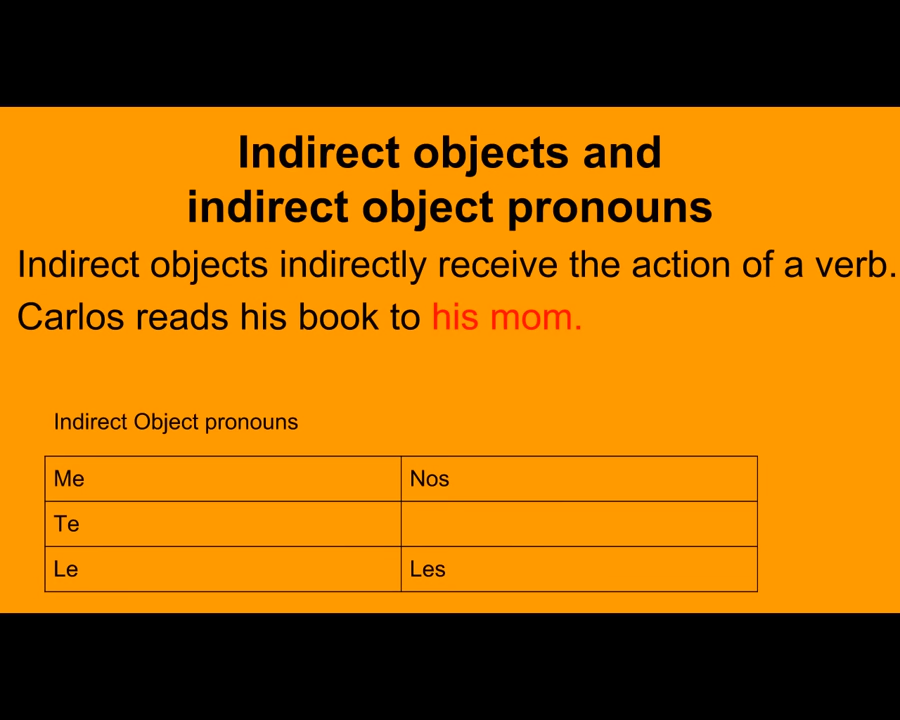 Indirect objects and
indirect object pronouns
Indirect objects indirectly receive the action of a verb.
Carlos reads his book to his mom.
Indirect Object pronouns
Me Nos
Te
Le Les